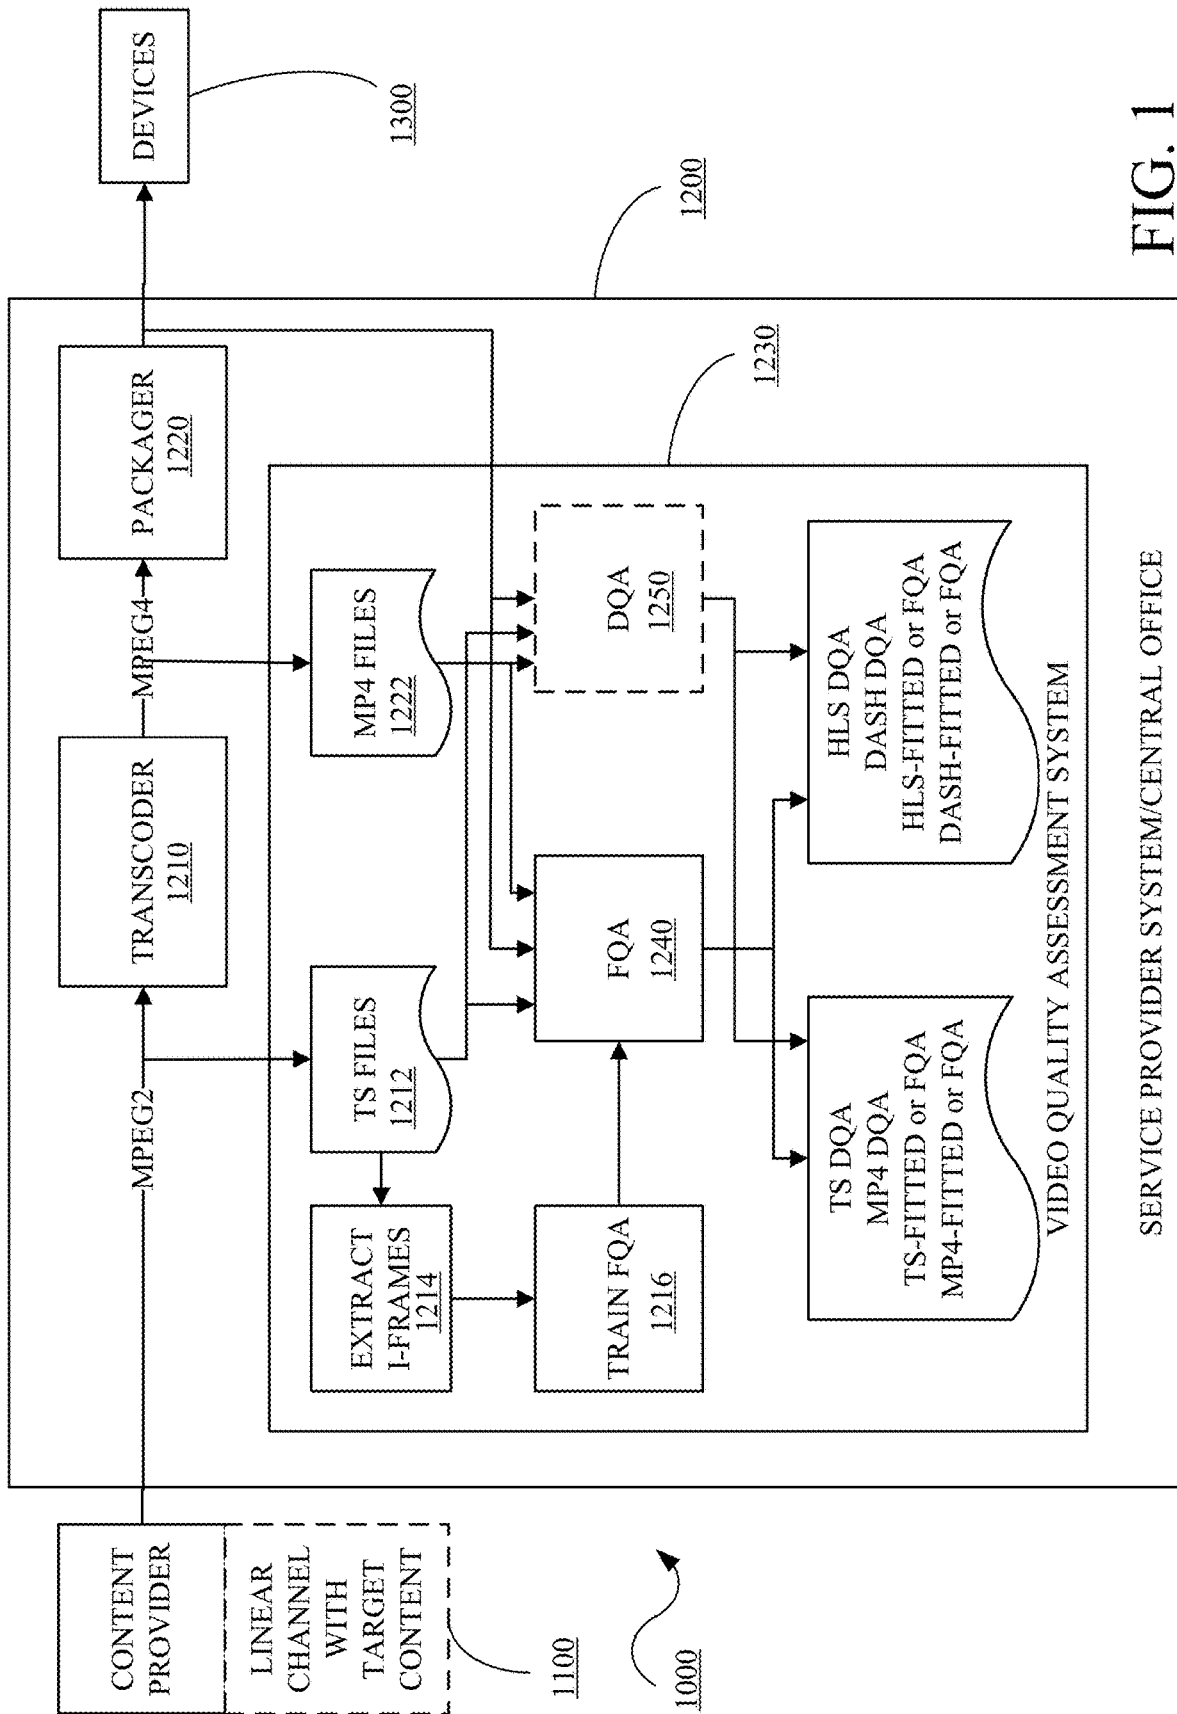 CONTENT
PROVIDER
LINEAR
CHANNEL
WITH
TARGET
CONTENT
1100
1000
MPEG2
TRANSCODER
1210
MPEG4
PACKAGER
1220
DEVICES
1300
1200
TS FILES
1212
MP4 FILES
1222
EXTRACT
I-FRAMES
1214
TRAIN FQA
1216
FQA
1240
DQA
1250
1230
TS DQA
MP4 DQA
TS-FITTED or FQA
MP4-FITTED or FQA
HLS DQA
DASH DQA
HLS-FITTED or FQA
DASH-FITTED or FQA
VIDEO QUALITY ASSESSMENT SYSTEM
SERVICE PROVIDER SYSTEM/CENTRAL OFFICE
FIG. 1